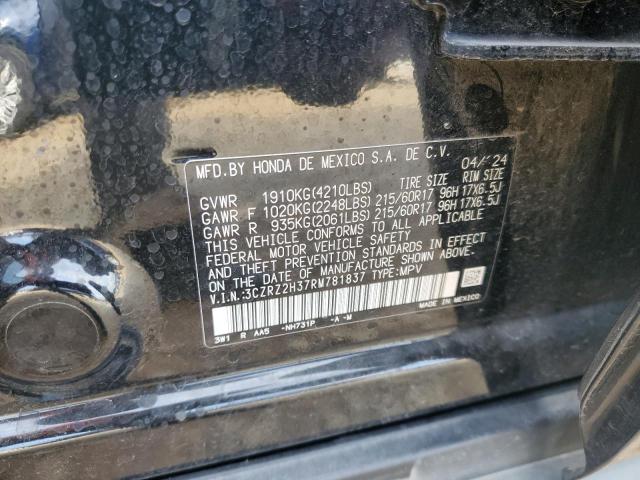 MFD.BY HONDA DE MEXICO S.A. DE C.V. 04/'24
GVWR 1910KG(4210LBS) TIRE SIZE RIM SIZE
GAWR F 1020KG(2248LBS) 215/60R17 96H 17X6.5J
GAWR R 935KG(2061LBS) 215/60R17 96H 17X6.5J
THIS VEHICLE CONFORMS TO ALL APPLICABLE
FEDERAL MOTOR VEHICLE SAFETY STANDARDS IN EFFECT
ON THE DATE OF MANUFACTURE SHOWN ABOVE.
V.I.N.:3CZRZ2H37RM781837 TYPE:MPV
3W1 R AA5 -NH731P -A -M
MADE IN MEXICO